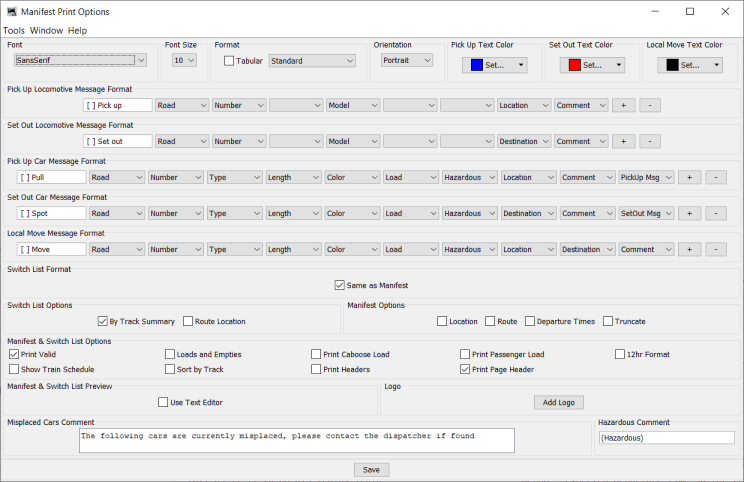 Manifest Print Options
Tools Window Help
Font Font Size Format Orientation Pick Up Text Color Set Out Text Color Local Move Text Color
SansSerif 10 Tabular Standard Portrait Set... Set... Set...
Pick Up Locomotive Message Format
[ ] Pick up Road Number Model Location Comment + -
Set Out Locomotive Message Format
[ ] Set out Road Number Model Destination Comment + -
Pick Up Car Message Format
[ ] Pull Road Number Type Length Color Load Hazardous Location Comment PickUp Msg + -
Set Out Car Message Format
[ ] Spot Road Number Type Length Color Load Hazardous Destination Comment SetOut Msg + -
Local Move Message Format
[ ] Move Road Number Type Length Color Load Hazardous Location Destination Comment + -
Switch List Format
Same as Manifest
Switch List Options Manifest Options
By Track Summary Route Location Location Route Departure Times Truncate
Manifest & Switch List Options
Print Valid Loads and Empties Print Caboose Load Print Passenger Load 12hr Format
Show Train Schedule Sort by Track Print Headers Print Page Header
Manifest & Switch List Preview Logo
Use Text Editor Add Logo
Misplaced Cars Comment Hazardous Comment
The following cars are currently misplaced, please contact the dispatcher if found (Hazardous)
Save